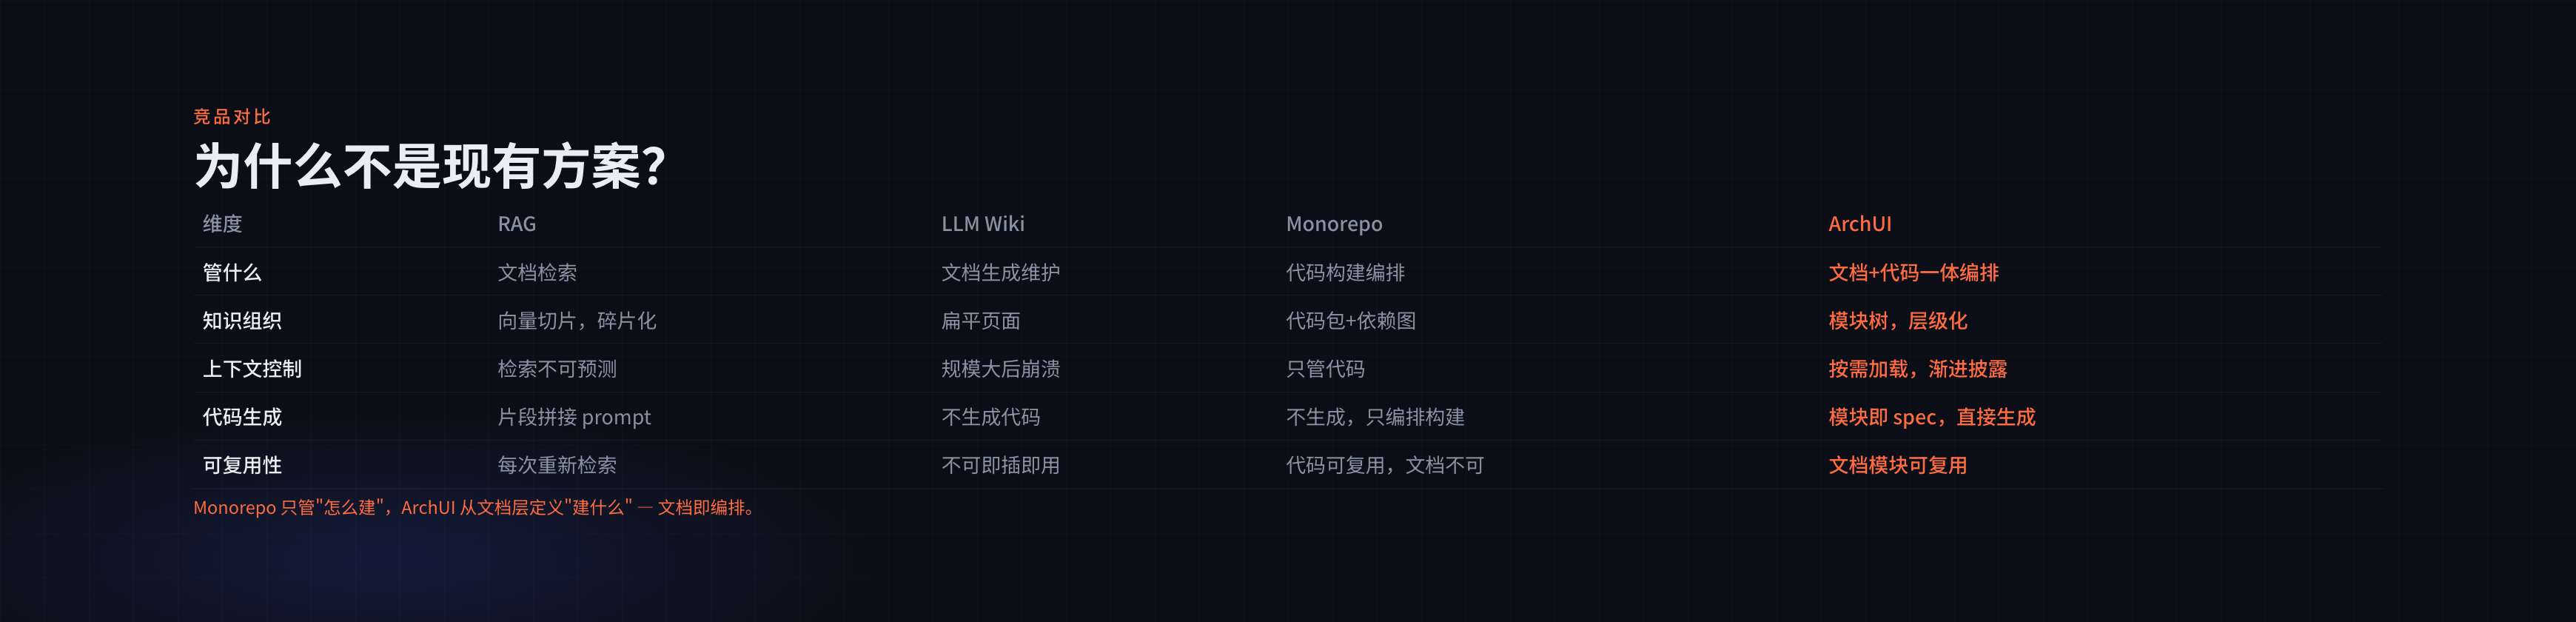 竞品对比
为什么不是现有方案？
维度 RAG LLM Wiki Monorepo ArchUI
管什么 文档检索 文档生成维护 代码构建编排 文档+代码一体编排
知识组织 向量切片，碎片化 扁平页面 代码包+依赖图 模块树，层级化
上下文控制 检索不可预测 规模大后崩溃 只管代码 按需加载，渐进披露
代码生成 片段拼接 prompt 不生成代码 不生成，只编排构建 模块即 spec，直接生成
可复用性 每次重新检索 不可即插即用 代码可复用，文档不可 文档模块可复用
Monorepo 只管"怎么建"，ArchUI 从文档层定义"建什么" — 文档即编排。